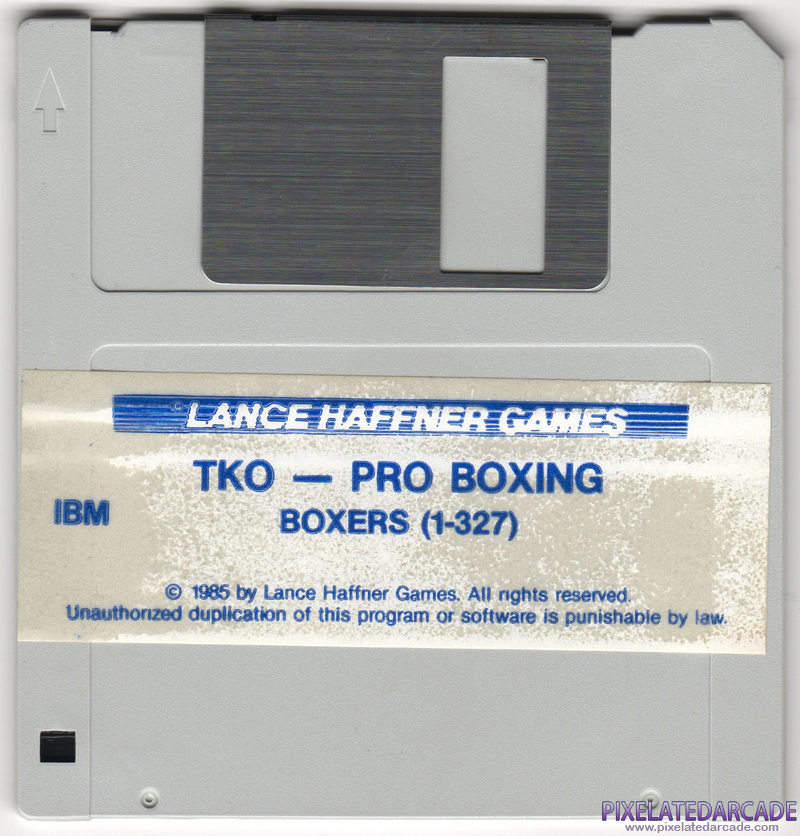 © LANCE HAFFNER GAMES
TKO — PRO BOXING
IBM
BOXERS (1-327)
© 1985 by Lance Haffner Games. All rights reserved.
Unauthorized duplication of this program or software is punishable by law.
PIXELATEDARCADE
www.pixelatedarcade.com